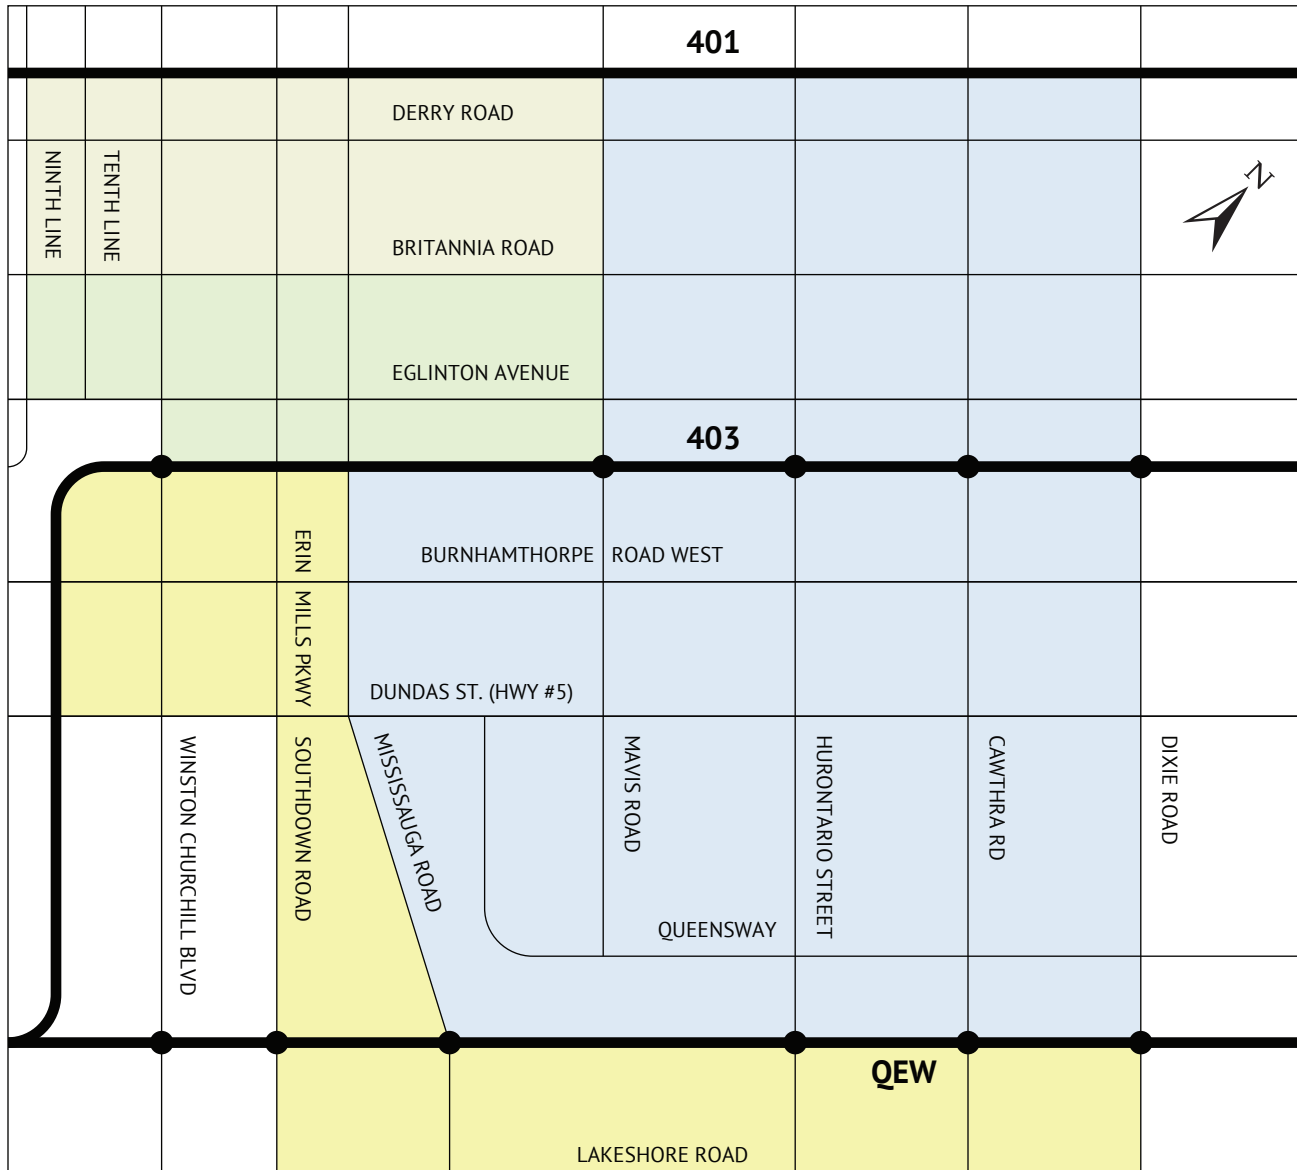 401
DERRY ROAD
NINTH LINE
TENTH LINE
N
BRITANNIA ROAD
EGLINTON AVENUE
403
ERIN MILLS PKWY
BURNHAMTHORPE ROAD WEST
DUNDAS ST. (HWY #5)
WINSTON CHURCHILL BLVD
SOUTHDOWN ROAD
MISSISSAUGA ROAD
MAVIS ROAD
HURONTARIO STREET
CAWTHRA RD
DIXIE ROAD
QUEENSWAY
QEW
LAKESHORE ROAD